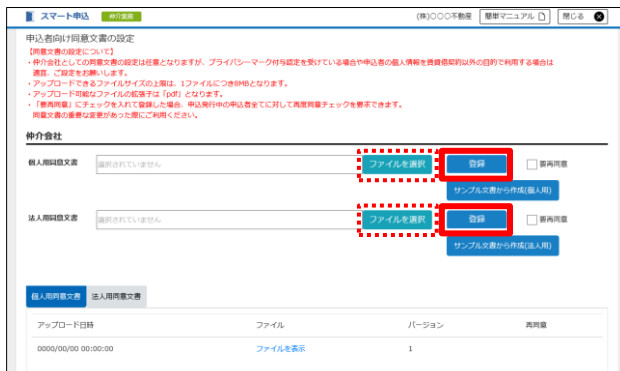 スマート申込 仲介業務 (株)〇〇〇不動産 簡単マニュアル 閉じる
申込者向け同意文書の設定
【同意文書の設定について】
・仲介会社としての同意文書の設定は任意となりますが、プライバシーマーク付与認定を受けている場合や申込者の個人情報を賃貸借契約以外の目的で利用する場合は
適宜、ご設定をお願いします。
・アップロードできるファイルサイズの上限は、1ファイルにつき8MBとなります。
・アップロード可能なファイルの拡張子は「pdf」となります。
・「要再同意」にチェックを入れて登録した場合、申込発行中の申込者全てに対して再度同意チェックを要求できます。
同意文書の重要な変更があった際にご利用ください。
仲介会社
個人用同意文書 選択されていません ファイルを選択 登録 要再同意
サンプル文書から作成(個人用)
法人用同意文書 選択されていません ファイルを選択 登録 要再同意
サンプル文書から作成(法人用)
個人用同意文書 法人用同意文書
アップロード日時 ファイル バージョン 再同意
0000/00/00 00:00:00 ファイルを表示 1